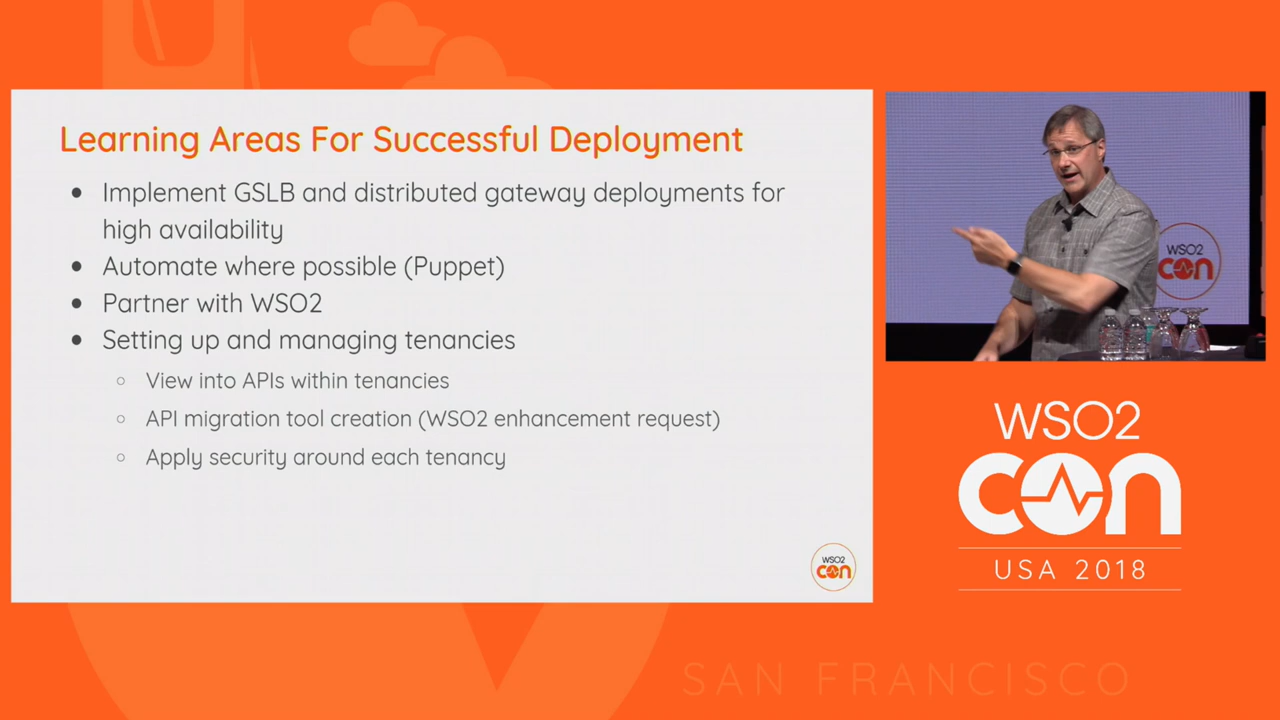 Learning Areas For Successful Deployment
● Implement GSLB and distributed gateway deployments for
high availability
● Automate where possible (Puppet)
● Partner with WSO2
● Setting up and managing tenancies
○ View into APIs within tenancies
○ API migration tool creation (WSO2 enhancement request)
○ Apply security around each tenancy
WSO2
CON
WSO2
CON
WSO2
CON
USA 2018
SAN FRANCISCO